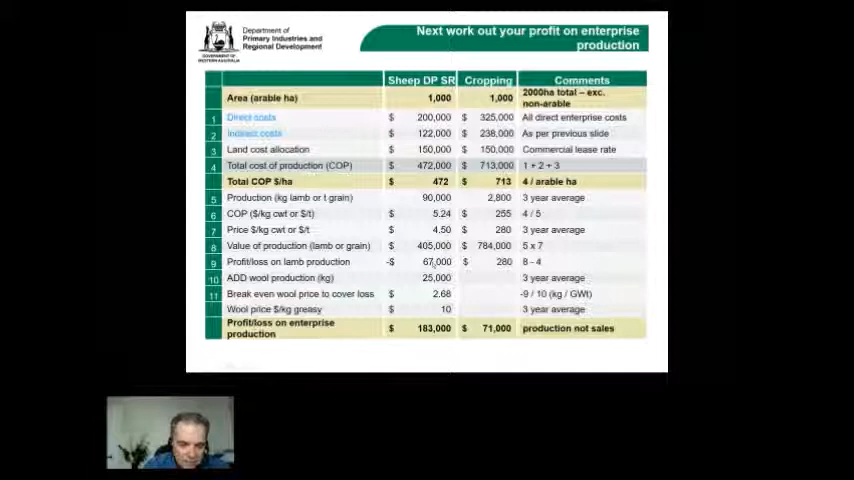 Department of
Primary Industries and
Regional Development
GOVERNMENT OF
WESTERN AUSTRALIA
Next work out your profit on enterprise
production
Sheep DP SR Cropping Comments
Area (arable ha) 1,000 1,000 2000ha total – exc. non-arable
1 Direct costs $ 200,000 $ 325,000 All direct enterprise costs
2 Indirect costs $ 122,000 $ 238,000 As per previous slide
3 Land cost allocation $ 150,000 $ 150,000 Commercial lease rate
4 Total cost of production (COP) $ 472,000 $ 713,000 1 + 2 + 3
Total COP $/ha $ 472 $ 713 4 / arable ha
5 Production (kg lamb or t grain) 90,000 2,800 3 year average
6 COP ($/kg cwt or $/t) $ 5.24 $ 255 4 / 5
7 Price $/kg cwt or $/t $ 4.50 $ 280 3 year average
8 Value of production (lamb or grain) $ 405,000 $ 784,000 5 x 7
9 Profit/loss on lamb production -$ 67,000 $ 280 8 - 4
10 ADD wool production (kg) 25,000 3 year average
11 Break even wool price to cover loss $ 2.68 -9 / 10 (kg / GWt)
Wool price $/kg greasy $ 10 3 year average
Profit/loss on enterprise production $ 183,000 $ 71,000 production not sales